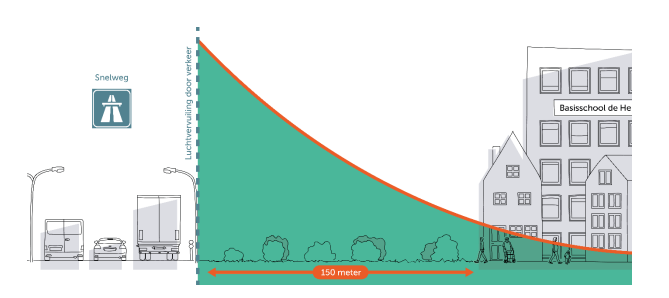 Snelweg
Luchtvervuiling door verkeer
Basisschool de He
150 meter